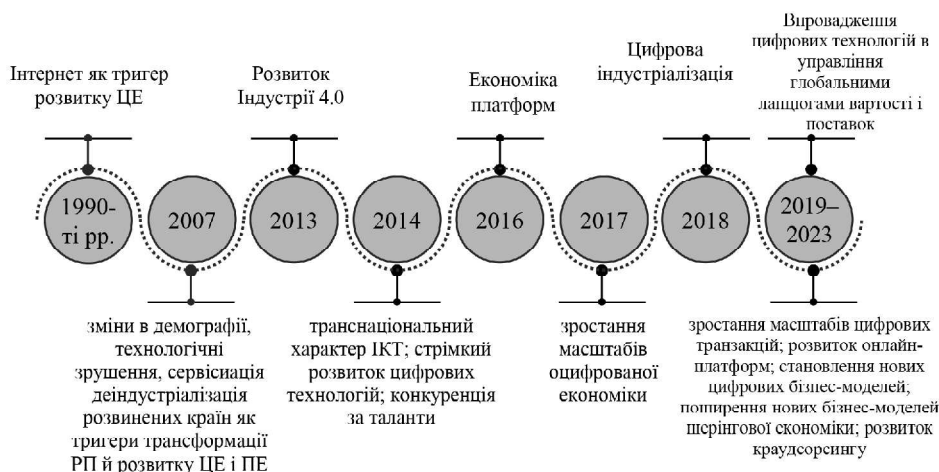 Інтернет як тригер
розвитку ЦЕ
Розвиток
Індустрії 4.0
Економіка
платформ
Цифрова
індустріалізація
Впровадження
цифрових технологій в
управління
глобальними
ланцюгами вартості і
поставок
1990-
ті рр.
2007
2013
2014
2016
2017
2018
2019–
2023
зміни в демографії,
технологічні
зрушення, сервісиація
деіндустріалізація
розвинених країн як
тригери трансформації
РП й розвитку ЦЕ і ПЕ
транснаціональний
характер ІКТ; стрімкий
розвиток цифрових
технологій; конкуренція
за таланти
зростання
масштабів
оцифрованої
економіки
зростання масштабів цифрових
транзакцій; розвиток онлайн-
платформ; становлення нових
цифрових бізнес-моделей;
поширення нових бізнес-моделей
шерінгової економіки; розвиток
краудсорсингу